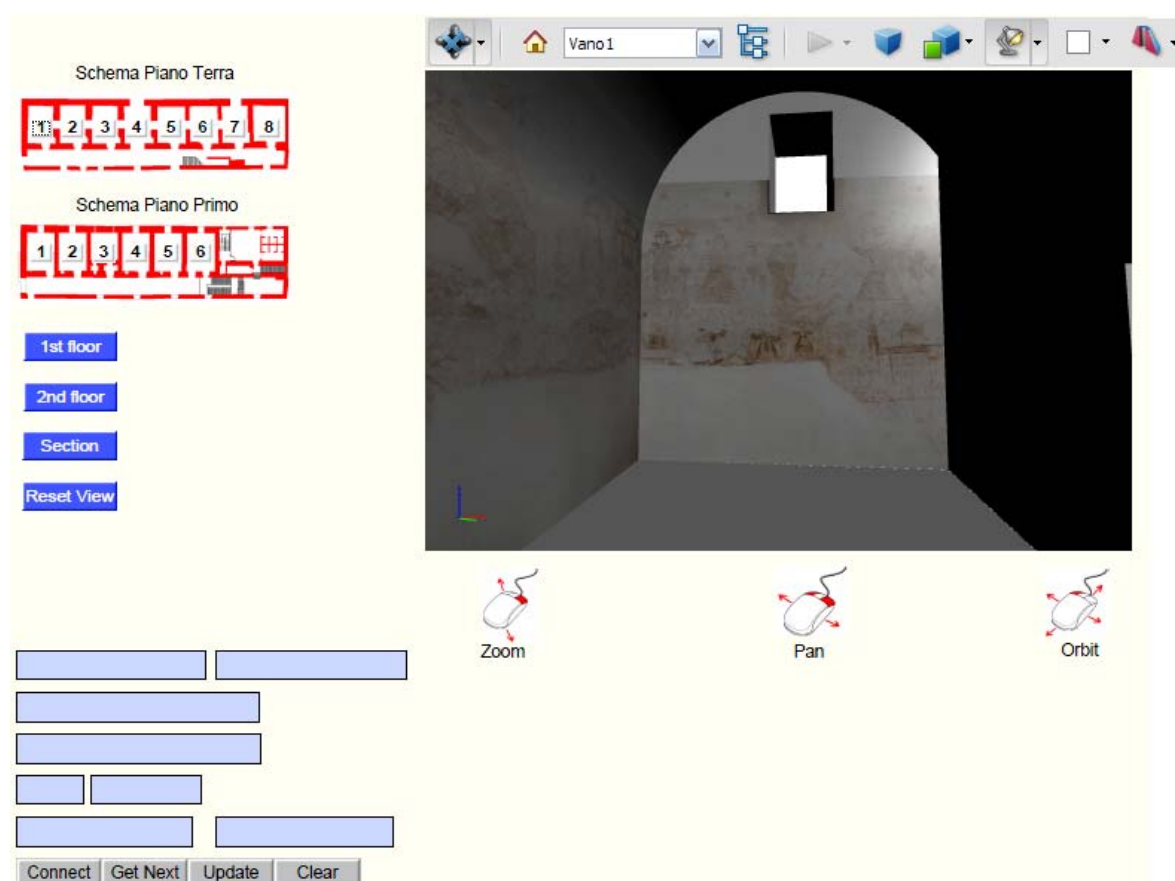 Vano1
Schema Piano Terra
1 2 3 4 5 6 7 8
Schema Piano Primo
1 2 3 4 5 6
1st floor
2nd floor
Section
Reset View
Zoom Pan Orbit
Connect Get Next Update Clear